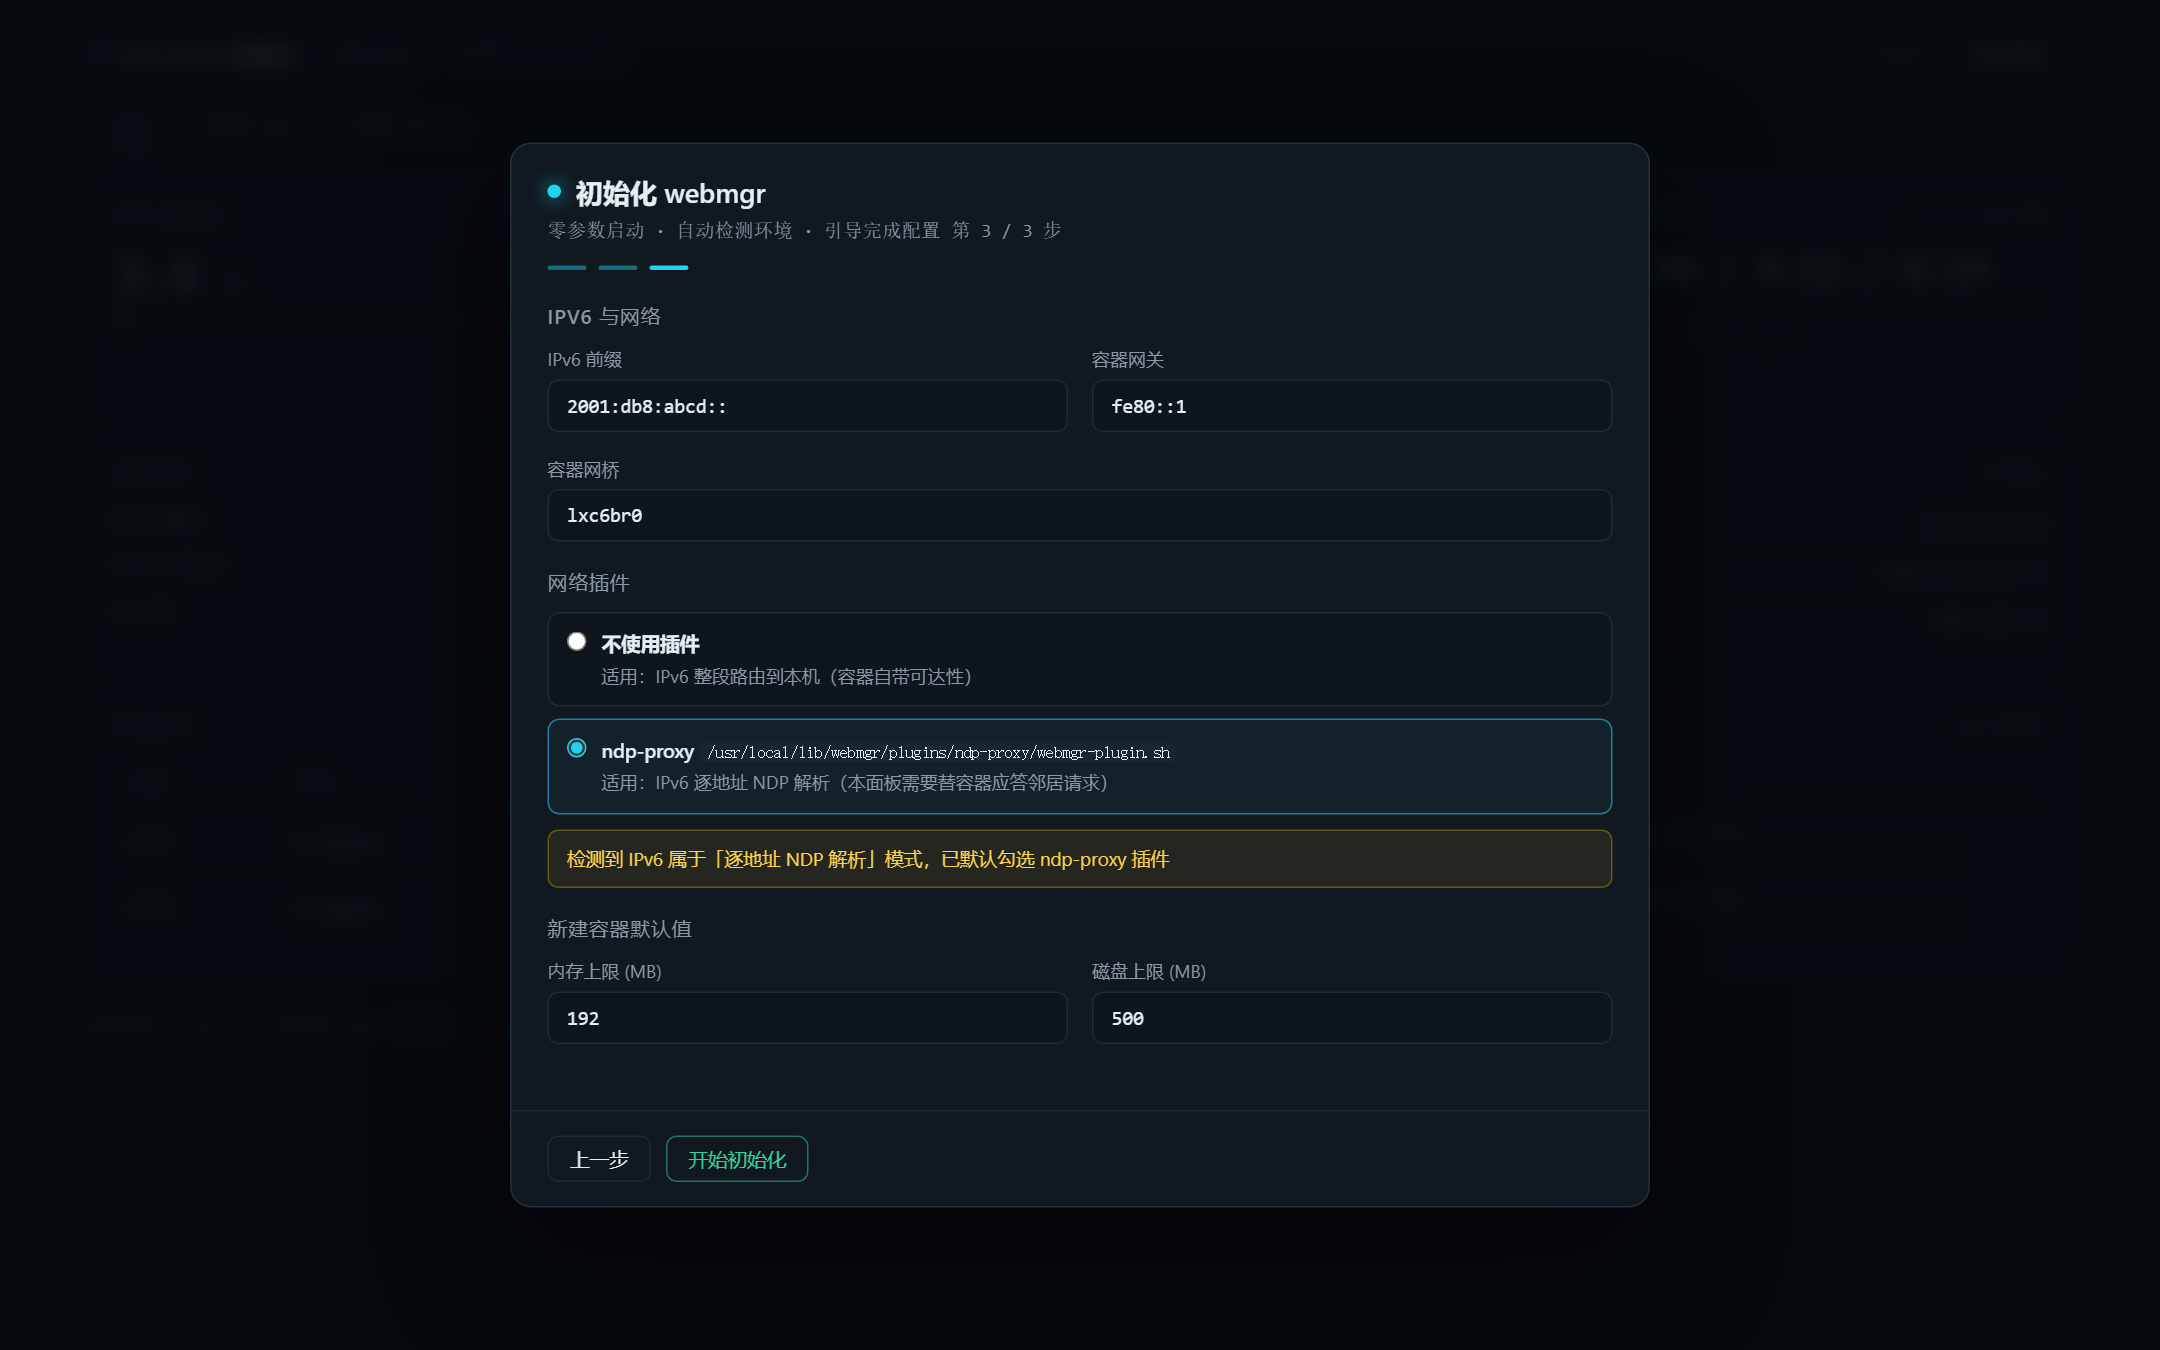 初始化 webmgr
零参数启动 · 自动检测环境 · 引导完成配置 第 3 / 3 步
IPV6 与网络
IPv6 前缀
容器网关
2001:db8:abcd::
fe80::1
容器网桥
lxc6br0
网络插件
不使用插件
适用：IPv6 整段路由到本机（容器自带可达性）
ndp-proxy /usr/local/lib/webmgr/plugins/ndp-proxy/webmgr-plugin.sh
适用：IPv6 逐地址 NDP 解析（本面板需要替容器应答邻居请求）
检测到 IPv6 属于「逐地址 NDP 解析」模式，已默认勾选 ndp-proxy 插件
新建容器默认值
内存上限 (MB)
磁盘上限 (MB)
192
500
上一步
开始初始化